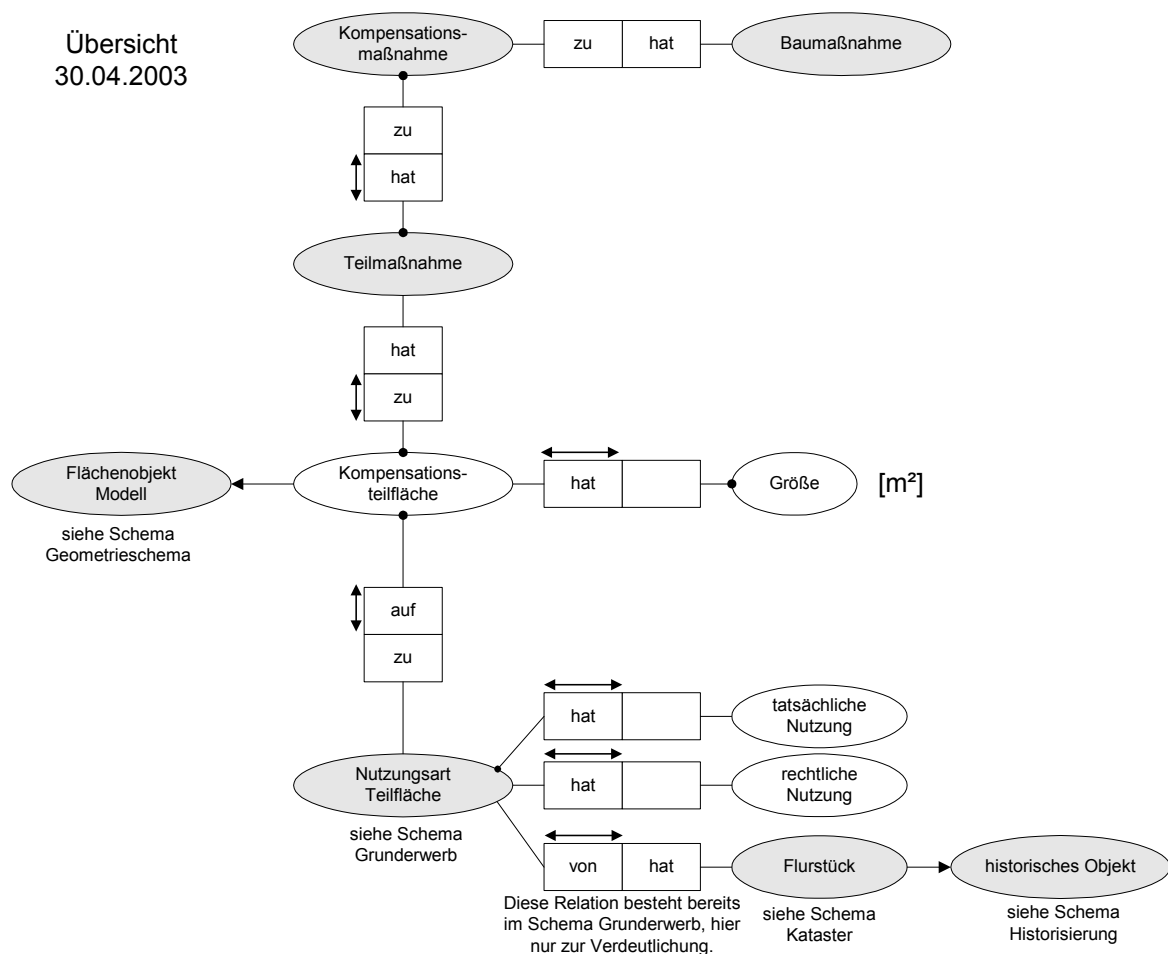 Übersicht
30.04.2003
Kompensations-
maßnahme
zu
hat
Baumaßnahme
zu
hat
Teilmaßnahme
hat
zu
Flächenobjekt
Modell
siehe Schema
Geometrieschema
Kompensations-
teilfläche
hat
Größe
[m²]
auf
zu
hat
tatsächliche
Nutzung
Nutzungsart
Teilfläche
siehe Schema
Grunderwerb
hat
rechtliche
Nutzung
von
hat
Flurstück
historisches Objekt
Diese Relation besteht bereits
im Schema Grunderwerb, hier
nur zur Verdeutlichung.
siehe Schema
Kataster
siehe Schema
Historisierung